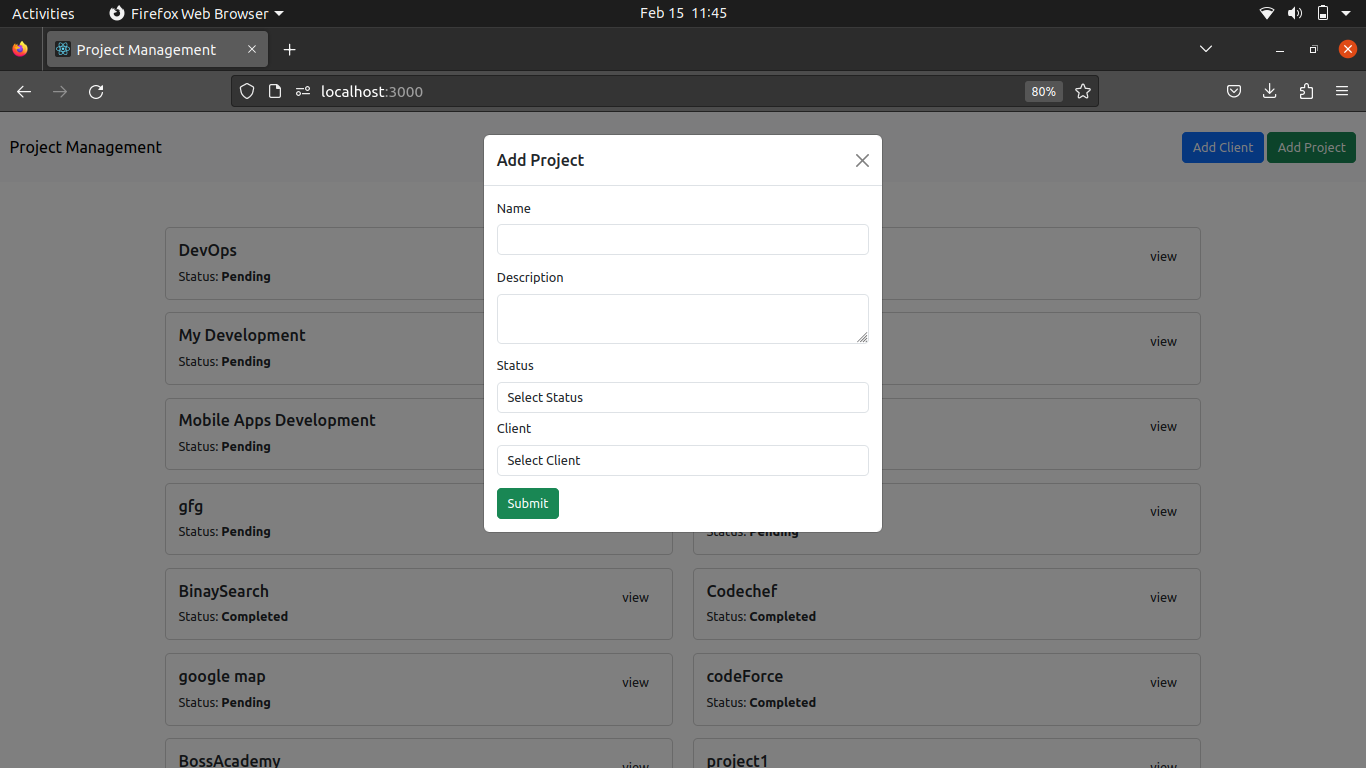 Activities
Firefox Web Browser
Feb 15 11:45
Project Management
localhost:3000
80%
Project Management
Add Client
Add Project
Add Project
Name
Description
Status
Select Status
Client
Select Client
Submit
DevOps
Status: Pending
view
My Development
Status: Pending
view
Mobile Apps Development
Status: Pending
view
gfg
Status: Pending
view
Status: Pending
BinaySearch
Status: Completed
view
Codechef
Status: Completed
view
google map
Status: Pending
view
codeForce
Status: Completed
view
BossAcademy
view
project1
view